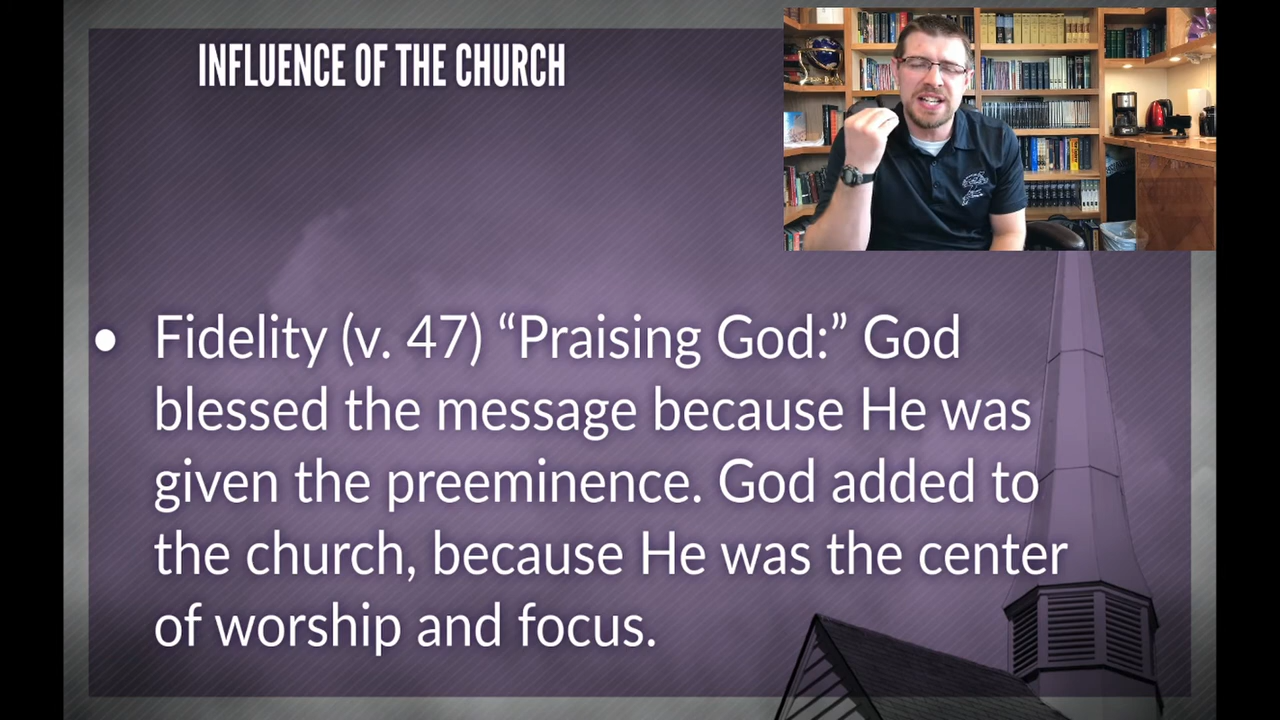 INFLUENCE OF THE CHURCH
• Fidelity (v. 47) “Praising God:” God
blessed the message because He was
given the preeminence. God added to
the church, because He was the center
of worship and focus.